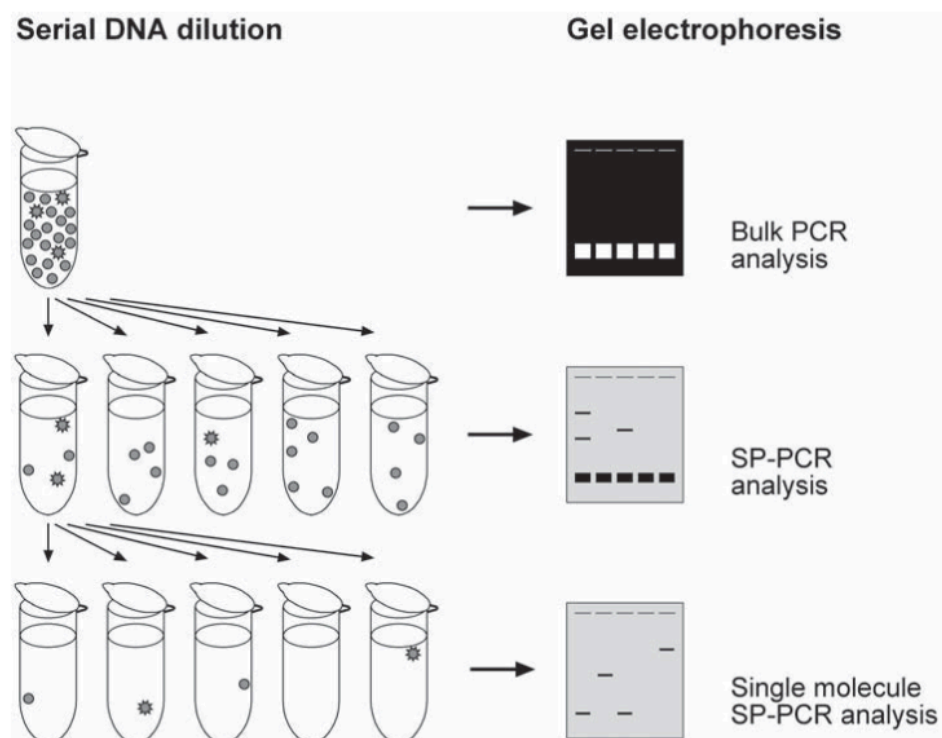 Serial DNA dilution
Gel electrophoresis
Bulk PCR
analysis
SP-PCR
analysis
Single molecule
SP-PCR analysis